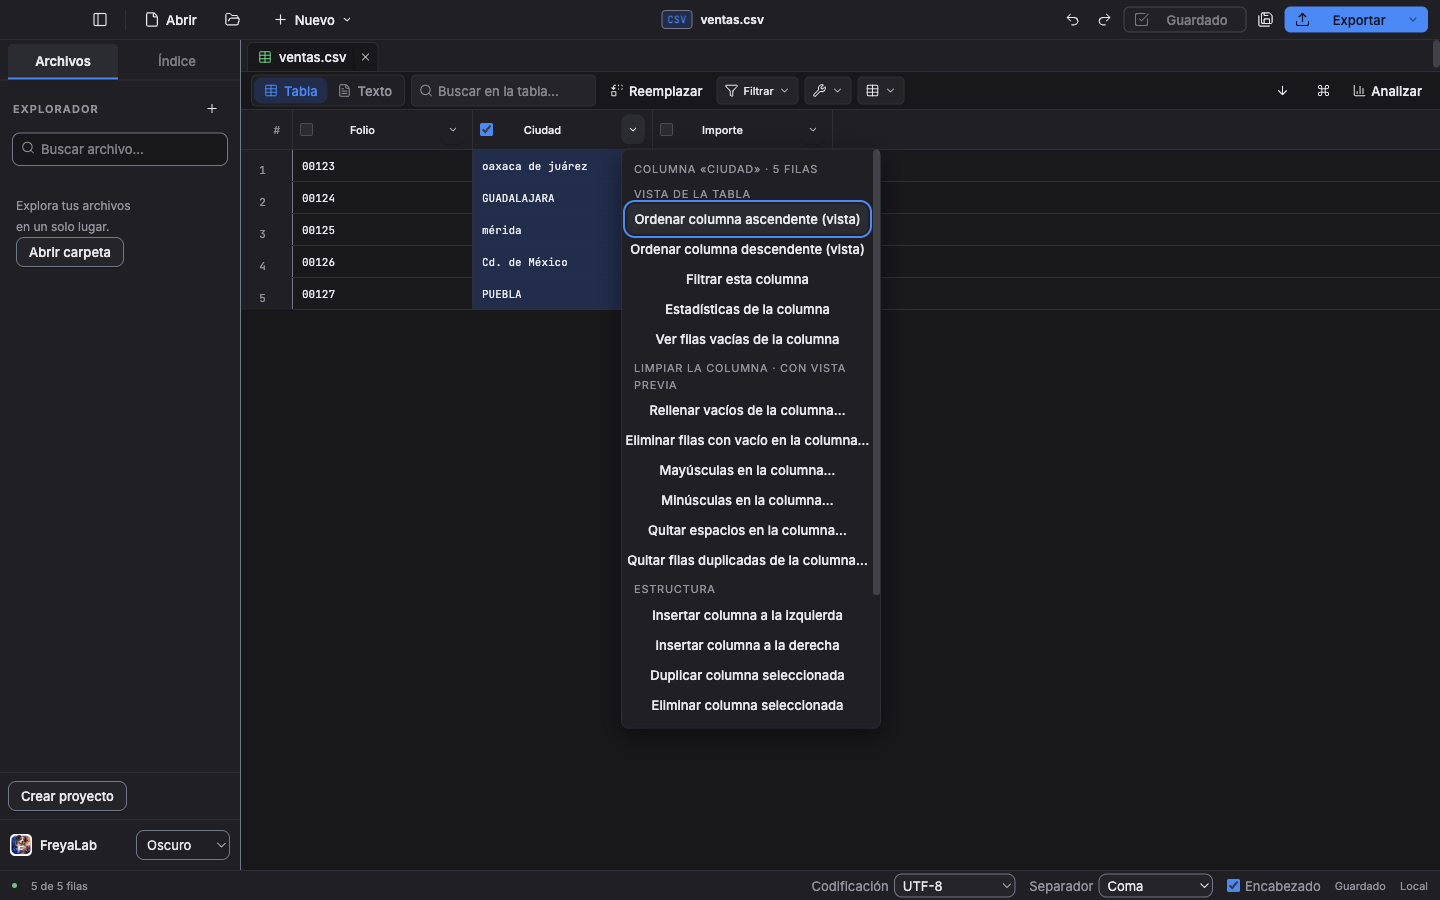 Abrir
Nuevo
CSV ventas.csv
Guardado
Exportar
Archivos
Índice
ventas.csv
EXPLORADOR
Buscar archivo...
Explora tus archivos
en un solo lugar.
Abrir carpeta
Crear proyecto
FreyaLab
Oscuro
Tabla
Texto
Buscar en la tabla...
Reemplazar
Filtrar
Analizar
# Folio Ciudad Importe
1 00123 oaxaca de juárez
2 00124 GUADALAJARA
3 00125 mérida
4 00126 Cd. de México
5 00127 PUEBLA
COLUMNA «CIUDAD» · 5 FILAS
VISTA DE LA TABLA
Ordenar columna ascendente (vista)
Ordenar columna descendente (vista)
Filtrar esta columna
Estadísticas de la columna
Ver filas vacías de la columna
LIMPIAR LA COLUMNA · CON VISTA
PREVIA
Rellenar vacíos de la columna...
Eliminar filas con vacío en la columna...
Mayúsculas en la columna...
Minúsculas en la columna...
Quitar espacios en la columna...
Quitar filas duplicadas de la columna...
ESTRUCTURA
Insertar columna a la izquierda
Insertar columna a la derecha
Duplicar columna seleccionada
Eliminar columna seleccionada
5 de 5 filas
Codificación UTF-8
Separador Coma
Encabezado
Guardado
Local